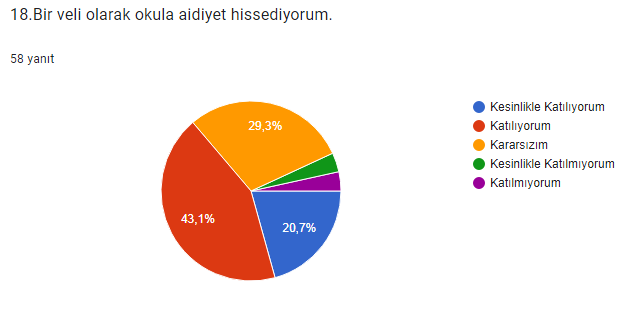 18.Bir veli olarak okula aidiyet hissediyorum.
58 yanıt
29,3%
43,1%
20,7%
Kesinlikle Katılıyorum
Katılıyorum
Kararsızım
Kesinlikle Katılmıyorum
Katılmıyorum